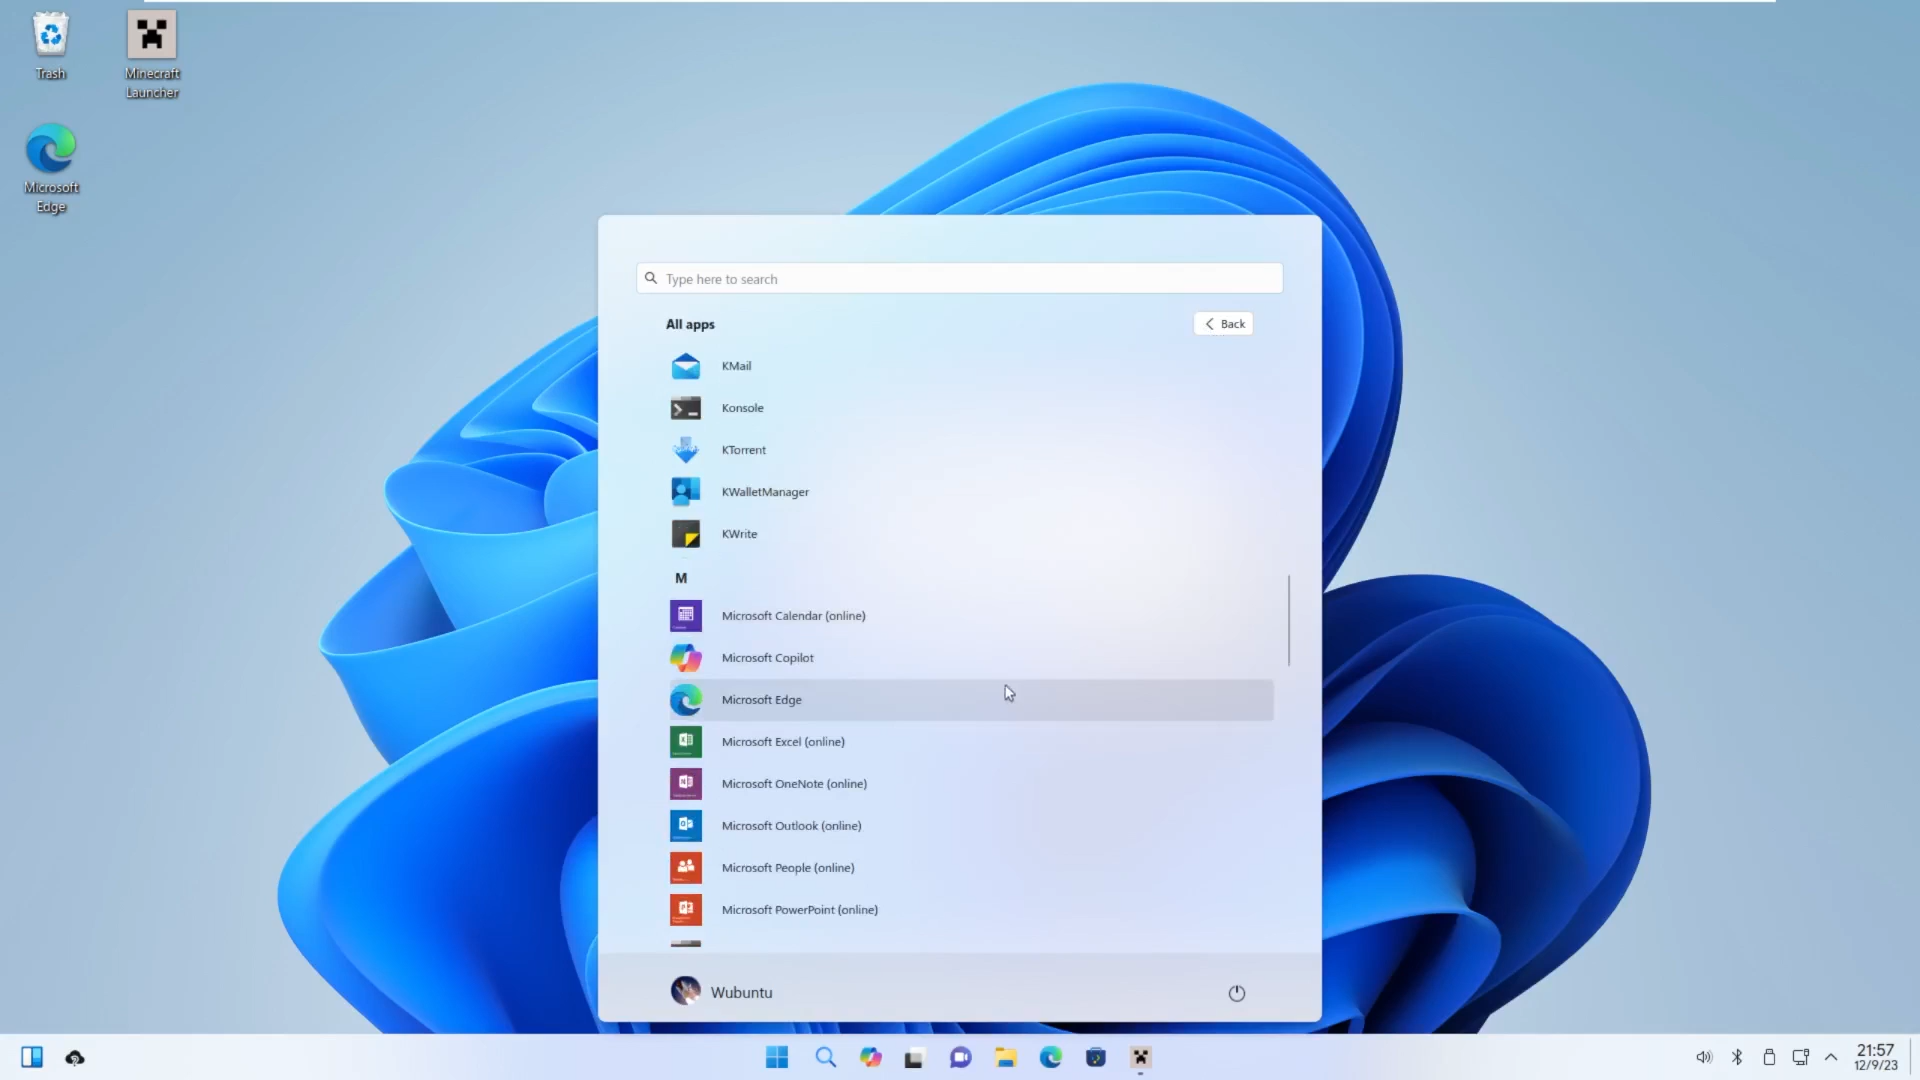 Trash
Minecraft
Launcher
Microsoft
Edge
Type here to search
All apps
Back
KMail
Konsole
KTorrent
KWalletManager
KWrite
M
Microsoft Calendar (online)
Microsoft Copilot
Microsoft Edge
Microsoft Excel (online)
Microsoft OneNote (online)
Microsoft Outlook (online)
Microsoft People (online)
Microsoft PowerPoint (online)
Wubuntu
21:57
12/9/23